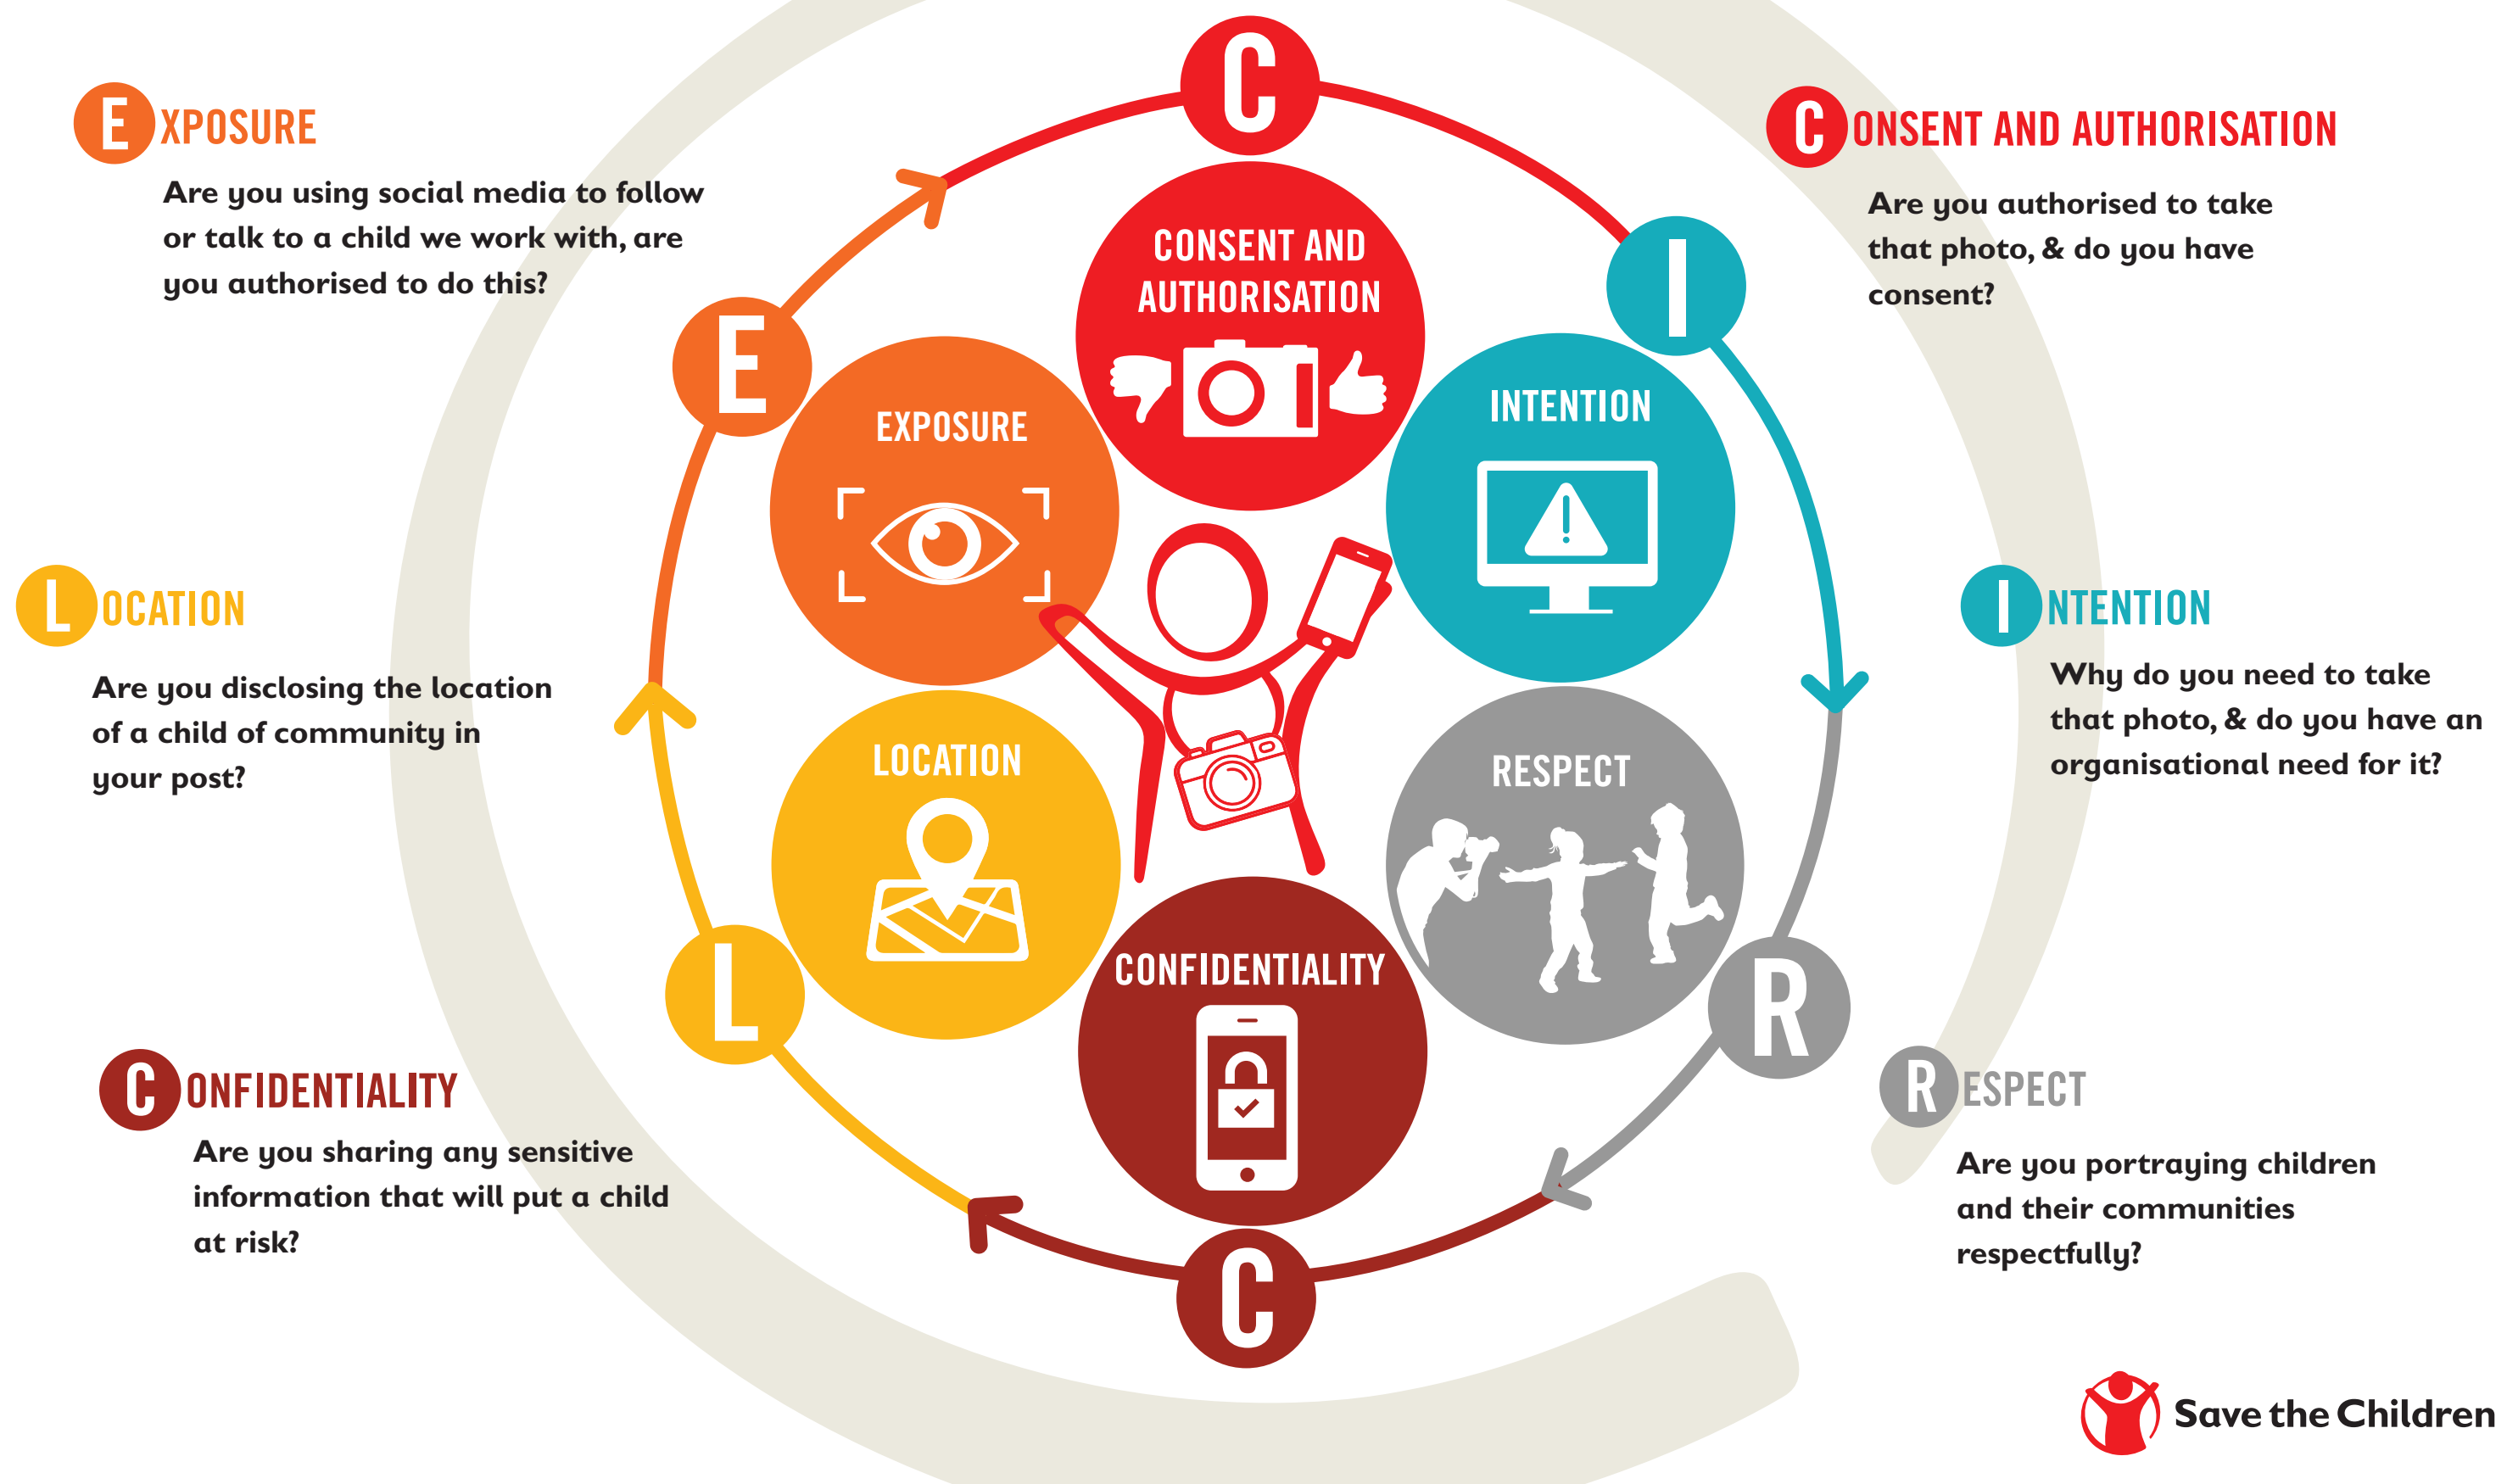 C
CONSENT AND
AUTHORISATION
I
INTENTION
R
RESPECT
C
CONFIDENTIALITY
L
LOCATION
E
EXPOSURE
CONSENT AND AUTHORISATION
Are you authorised to take
that photo, & do you have
consent?
INTENTION
Why do you need to take
that photo, & do you have an
organisational need for it?
RESPECT
Are you portraying children
and their communities
respectfully?
CONFIDENTIALITY
Are you sharing any sensitive
information that will put a child
at risk?
LOCATION
Are you disclosing the location
of a child of community in
your post?
EXPOSURE
Are you using social media to follow
or talk to a child we work with, are
you authorised to do this?
Save the Children